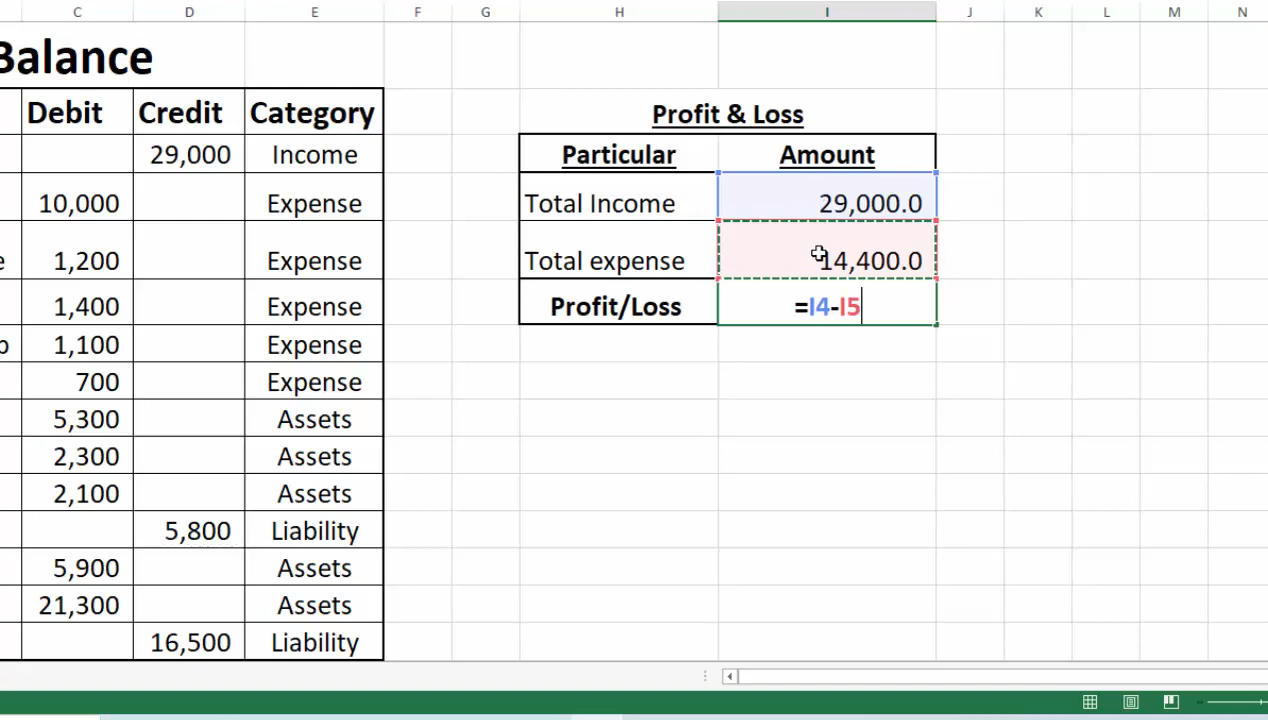 C D E F G H I J K L M N
Balance
Debit Credit Category
Profit & Loss
29,000 Income
Particular Amount
10,000 Expense
Total Income 29,000.0
e 1,200 Expense
Total expense 14,400.0
1,400 Expense
Profit/Loss =I4-I5
p 1,100 Expense
700 Expense
5,300 Assets
2,300 Assets
2,100 Assets
5,800 Liability
5,900 Assets
21,300 Assets
16,500 Liability